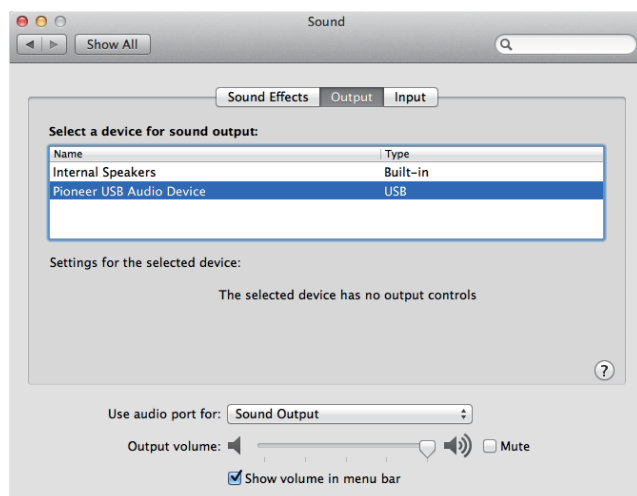 Sound
Show All
Sound Effects Output Input
Select a device for sound output:
Name Type
Internal Speakers Built-in
Pioneer USB Audio Device USB
Settings for the selected device:
The selected device has no output controls
?
Use audio port for: Sound Output
Output volume: Mute
Show volume in menu bar